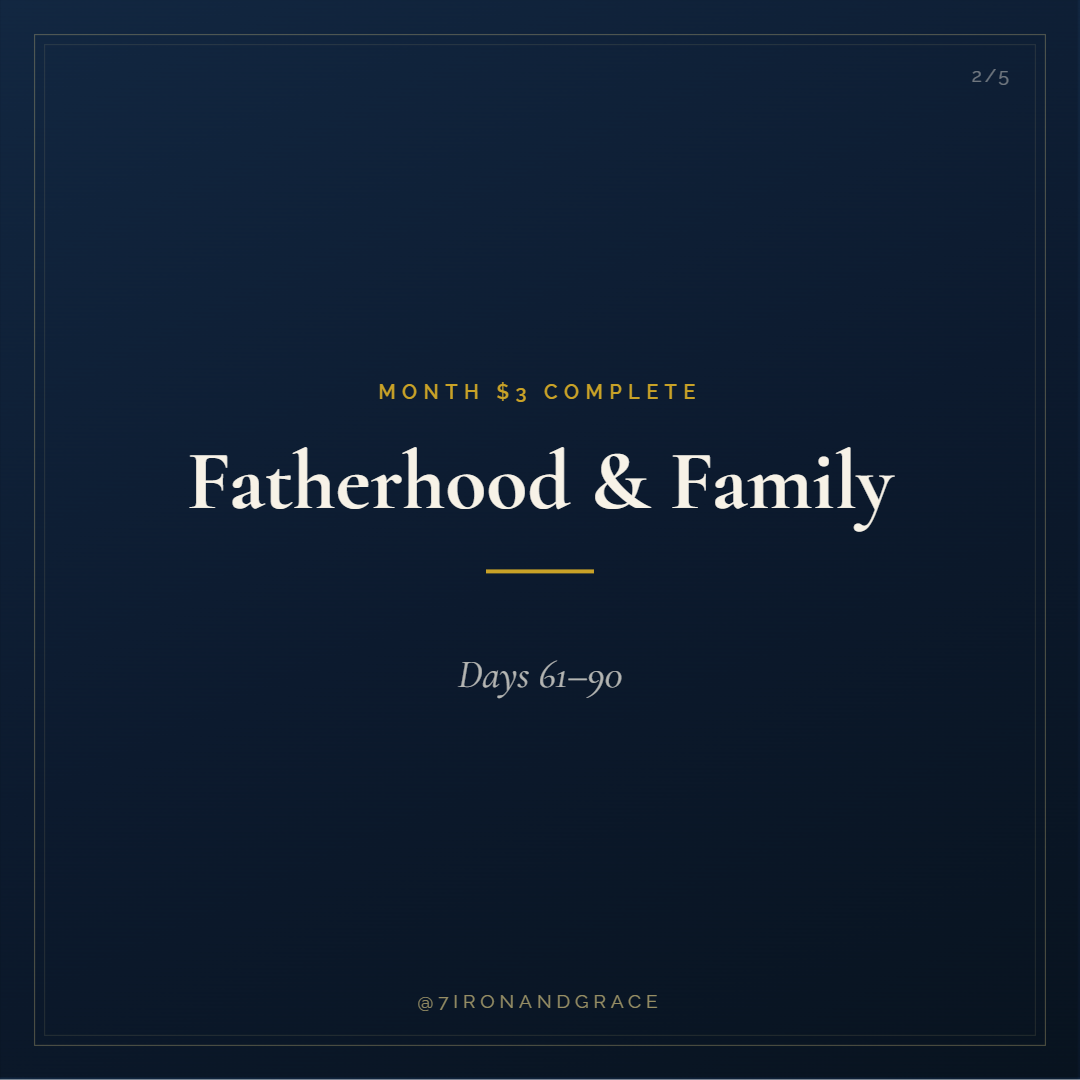 2/5
MONTH $3 COMPLETE
Fatherhood & Family
Days 61–90
@7IRONANDGRACE